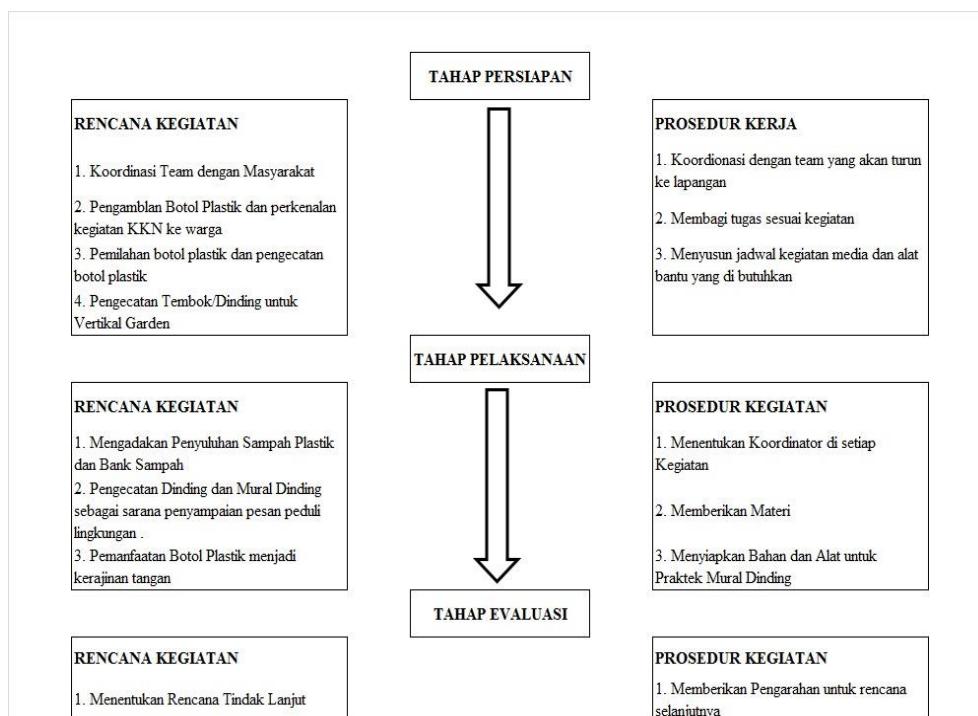 TAHAP PERSIAPAN
RENCANA KEGIATAN
1. Koordinasi Team dengan Masyarakat
2. Pengamblan Botol Plastik dan perkenalan
kegiatan KKN ke warga
3. Pemilahan botol plastik dan pengecatan
botol plastik
4. Pengecatan Tembok/Dinding untuk
Vertikal Garden
PROSEDUR KERJA
1. Koordionasi dengan team yang akan turun
ke lapangan
2. Membagi tugas sesuai kegiatan
3. Menyusun jadwal kegiatan media dan alat
bantu yang di butuhkan
TAHAP PELAKSANAAN
RENCANA KEGIATAN
1. Mengadakan Penyuluhan Sampah Plastik
dan Bank Sampah
2. Pengecatan Dinding dan Mural Dinding
sebagai sarana penyampaian pesan peduli
lingkungan .
3. Pemanfaatan Botol Plastik menjadi
kerajinan tangan
PROSEDUR KEGIATAN
1. Menentukan Koordinator di setiap
Kegiatan
2. Memberikan Materi
3. Menyiapkan Bahan dan Alat untuk
Praktek Mural Dinding
TAHAP EVALUASI
RENCANA KEGIATAN
1. Menentukan Rencana Tindak Lanjut
PROSEDUR KEGIATAN
1. Memberikan Pengarahan untuk rencana
selanjutnya